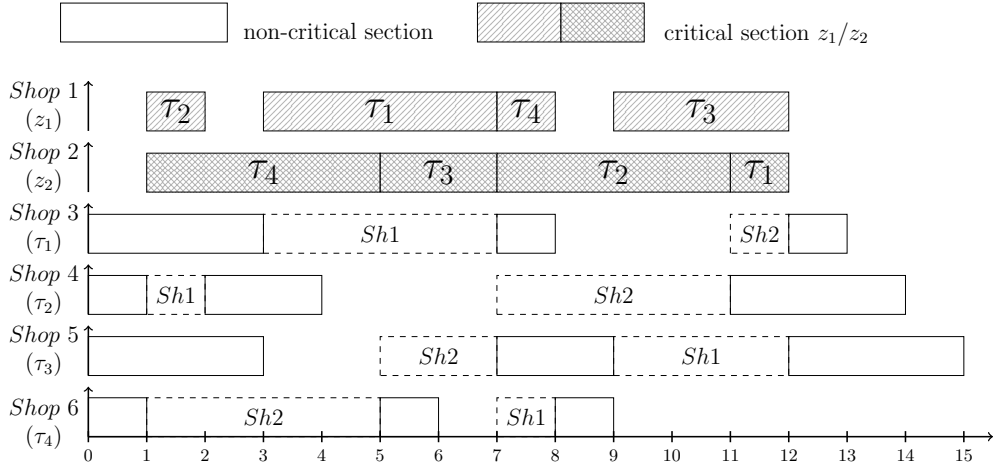 non-critical section
critical section z₁/z₂
Shop 1
(z₁)
τ₂ τ₁ τ₄ τ₃
Shop 2
(z₂)
τ₄ τ₃ τ₂ τ₁
Shop 3
(τ₁)
Sh1 Sh2
Shop 4
(τ₂)
Sh1 Sh2
Shop 5
(τ₃)
Sh2 Sh1
Shop 6
(τ₄)
Sh2 Sh1
0 1 2 3 4 5 6 7 8 9 10 11 12 13 14 15